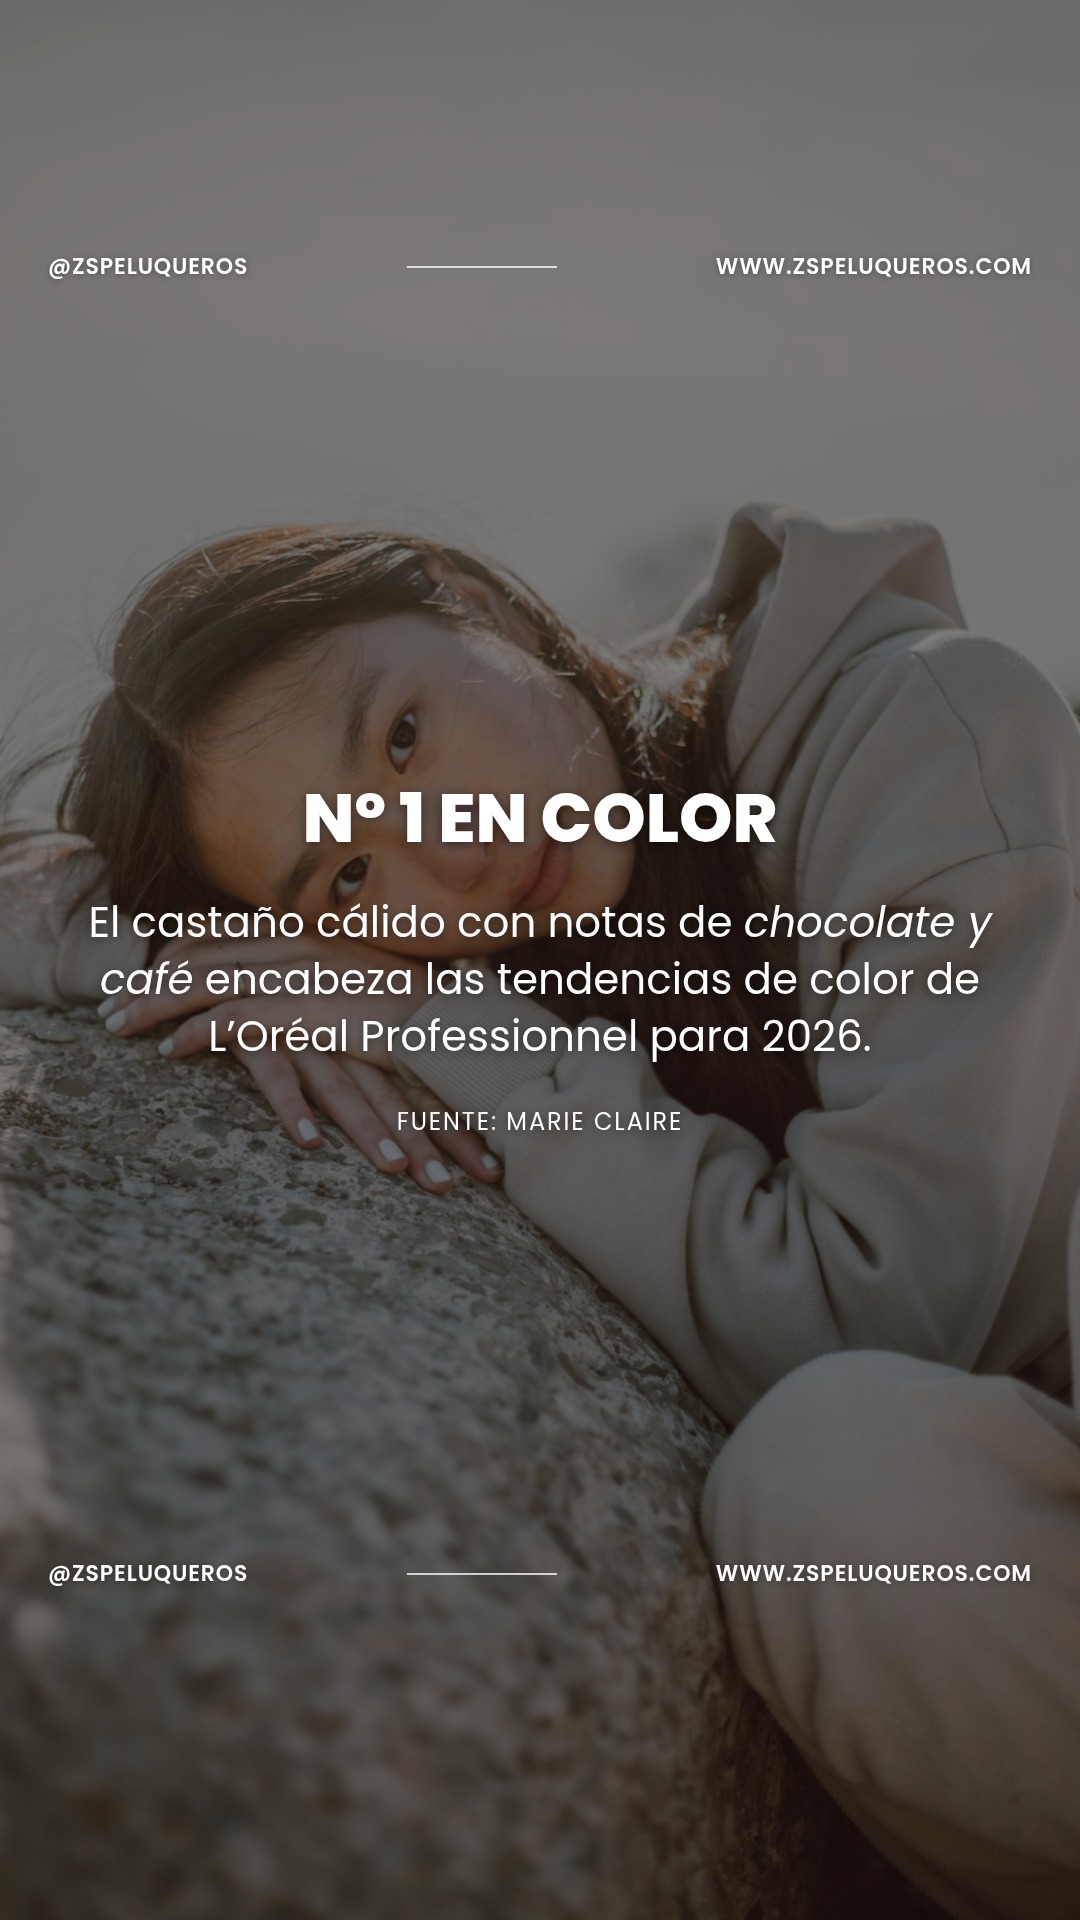 @ZSPELUQUEROS WWW.ZSPELUQUEROS.COM
Nº 1 EN COLOR
El castaño cálido con notas de chocolate y
café encabeza las tendencias de color de
L’Oréal Professionnel para 2026.
FUENTE: MARIE CLAIRE
@ZSPELUQUEROS WWW.ZSPELUQUEROS.COM